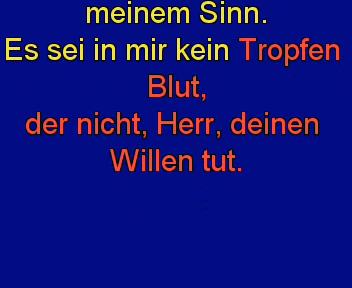 meinem Sinn.
Es sei in mir kein Tropfen
Blut,
der nicht, Herr, deinen
Willen tut.